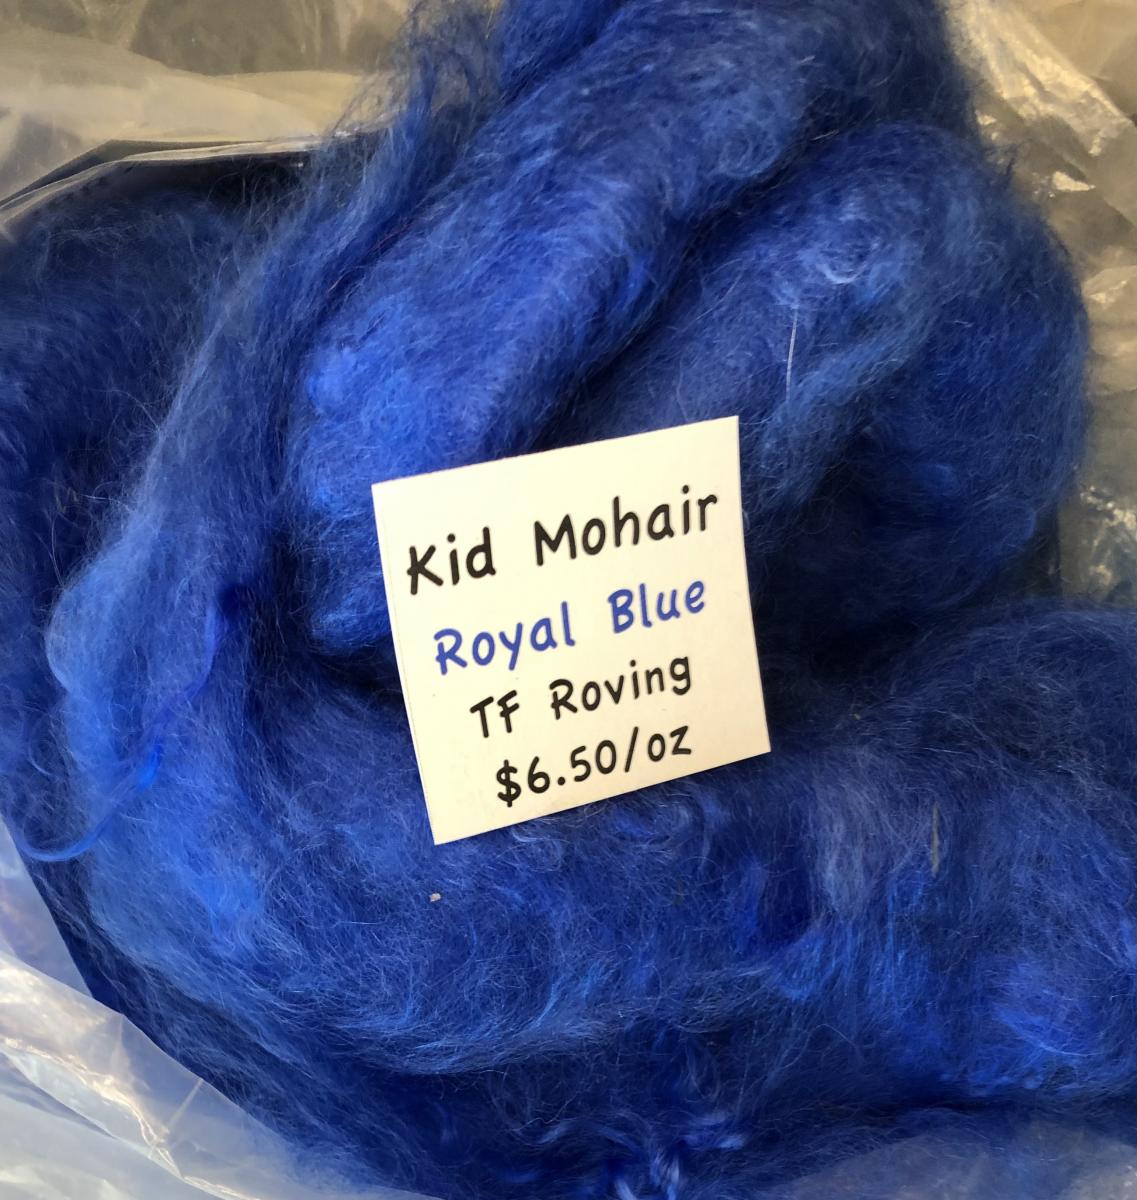 Kid Mohair
Royal Blue
TF Roving
$6.50/oz